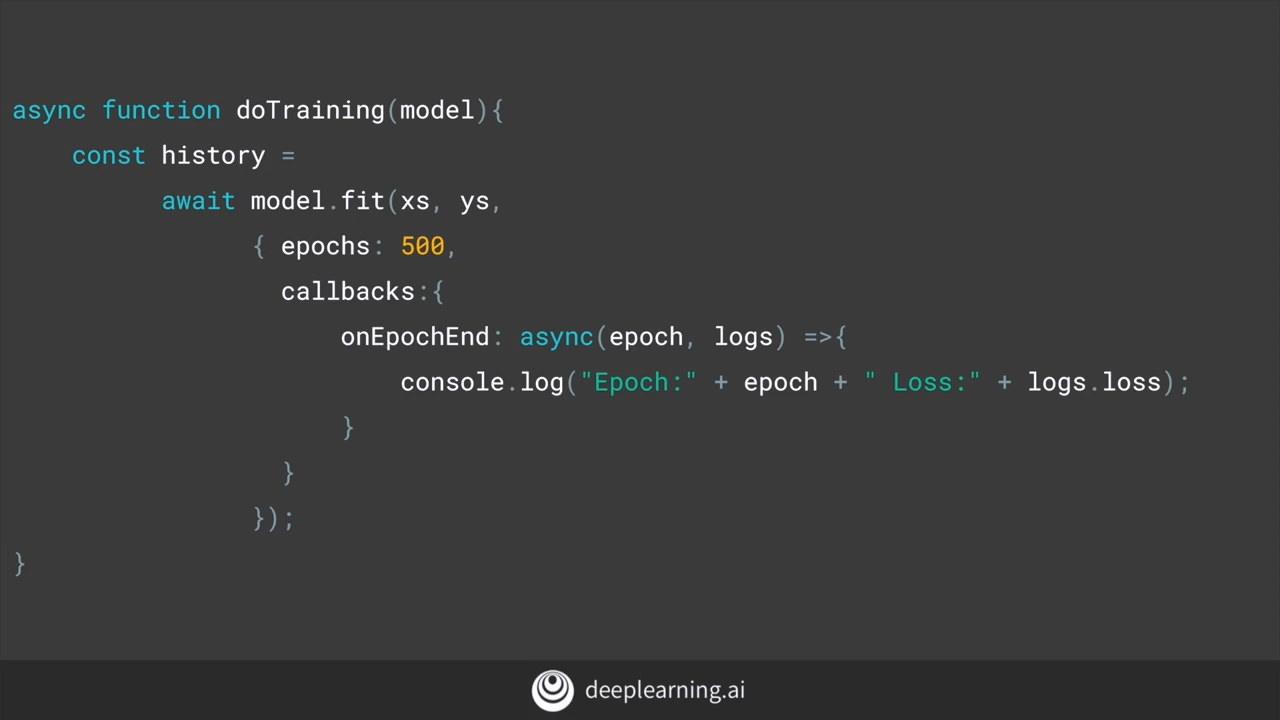 async function doTraining(model){
const history =
await model.fit(xs, ys,
{ epochs: 500,
callbacks:{
onEpochEnd: async(epoch, logs) =>{
console.log("Epoch:" + epoch + " Loss:" + logs.loss);
}
}
});
}
deeplearning.ai